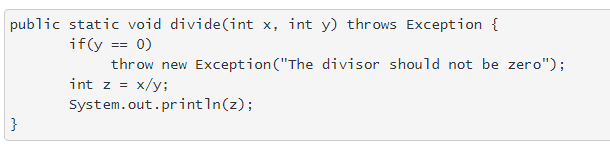 public static void divide(int x, int y) throws Exception {
if(y == 0)
throw new Exception("The divisor should not be zero");
int z = x/y;
System.out.println(z);
}